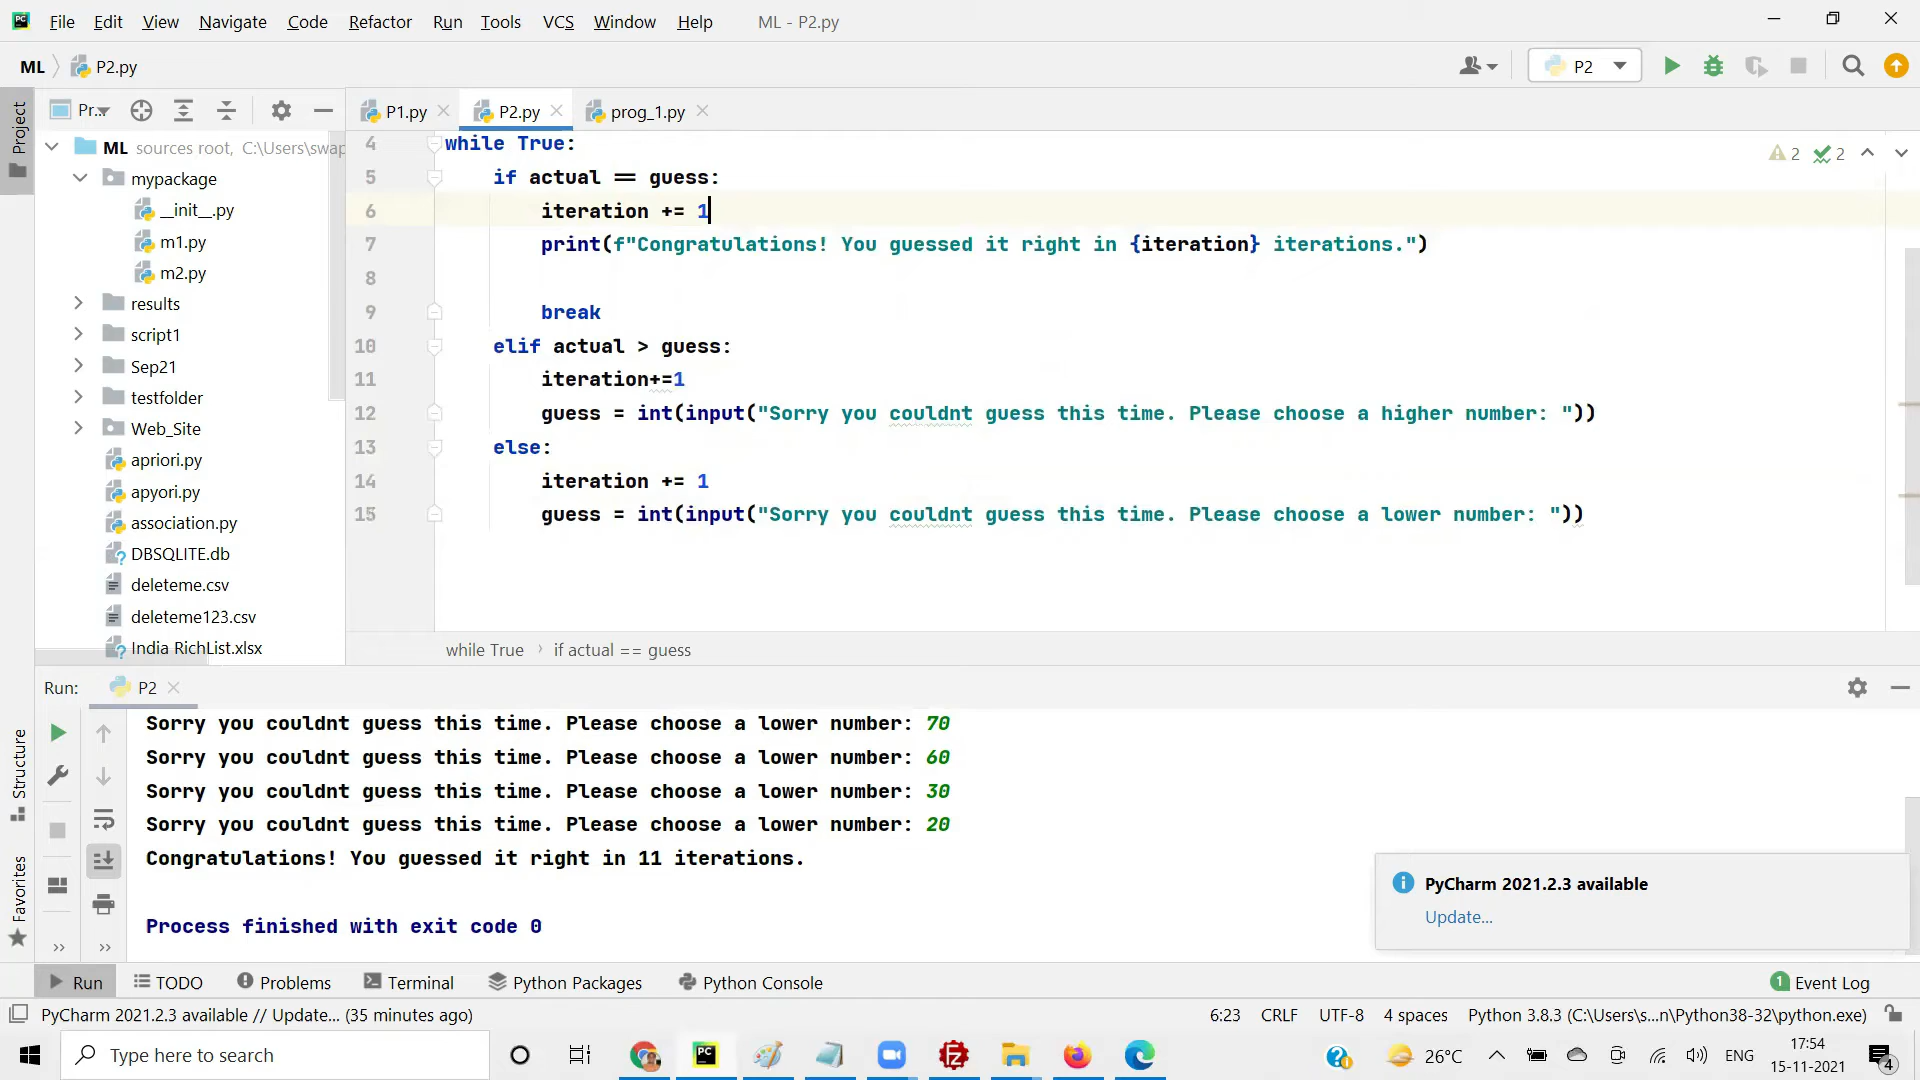 File Edit View Navigate Code Refactor Run Tools VCS Window Help ML - P2.py
ML P2.py P2
Pr... P1.py P2.py prog_1.py
Project
ML sources root, C:\Users\swap
mypackage
__init__.py
m1.py
m2.py
results
script1
Sep21
testfolder
Web_Site
apriori.py
apyori.py
association.py
DBSQLITE.db
deleteme.csv
deleteme123.csv
India RichList.xlsx
4 while True:
5 if actual == guess:
6 iteration += 1
7 print(f"Congratulations! You guessed it right in {iteration} iterations.")
8
9 break
10 elif actual > guess:
11 iteration+=1
12 guess = int(input("Sorry you couldnt guess this time. Please choose a higher number: "))
13 else:
14 iteration += 1
15 guess = int(input("Sorry you couldnt guess this time. Please choose a lower number: "))
2 2
while True › if actual == guess
Run: P2
Structure
Favorites
Sorry you couldnt guess this time. Please choose a lower number: 70
Sorry you couldnt guess this time. Please choose a lower number: 60
Sorry you couldnt guess this time. Please choose a lower number: 30
Sorry you couldnt guess this time. Please choose a lower number: 20
Congratulations! You guessed it right in 11 iterations.
Process finished with exit code 0
PyCharm 2021.2.3 available
Update...
Run TODO Problems Terminal Python Packages Python Console 1 Event Log
PyCharm 2021.2.3 available // Update... (35 minutes ago) 6:23 CRLF UTF-8 4 spaces Python 3.8.3 (C:\Users\s...n\Python38-32\python.exe)
Type here to search 26°C ENG 17:54
15-11-2021 4